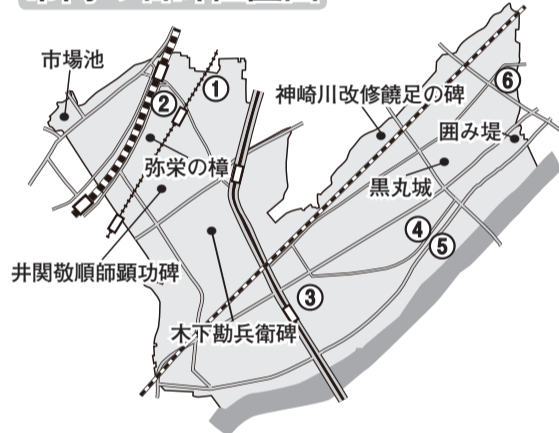 市場池
①
②
神崎川改修饒足の碑
⑥
囲み堤
弥栄の樟
黒丸城
④
⑤
井関敬順師顕功碑
③
木下勘兵衛碑